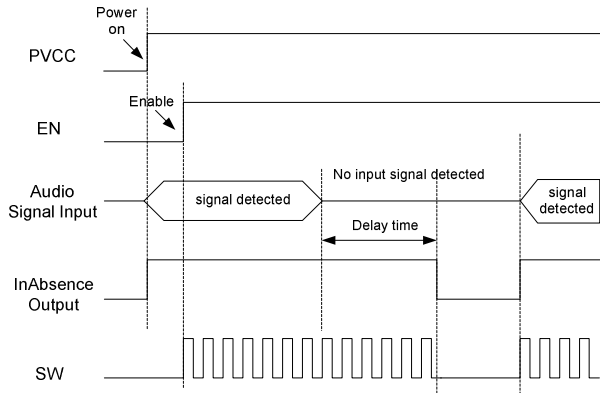 Power
on
PVCC
Enable
EN
No input signal detected
Audio
Signal Input
signal detected
signal
detected
Delay time
InAbsence
Output
SW